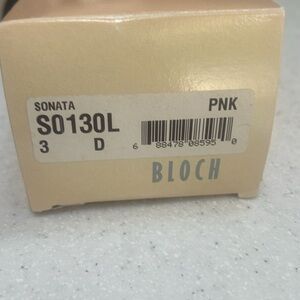 SONATA PNK
S0130L
3 D
6 88478 08595 0
BLOCH